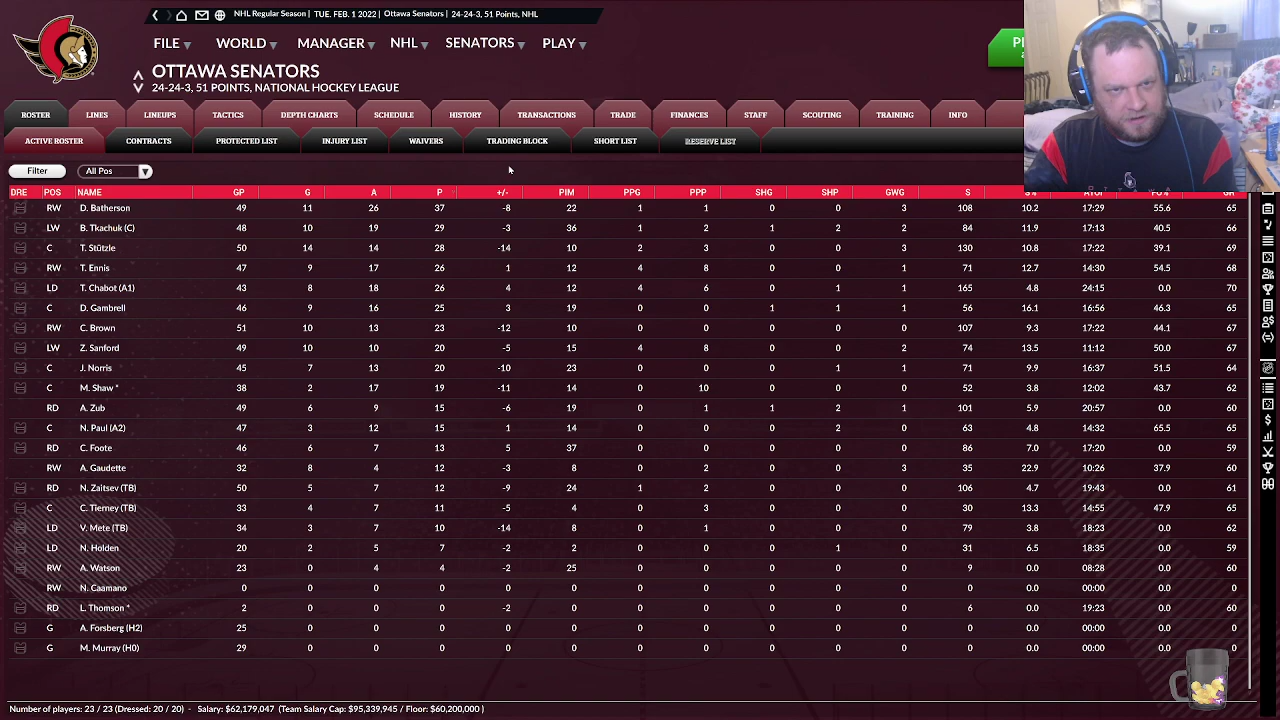 NHL Regular Season | TUE. FEB. 1 2022 | Ottawa Senators | 24-24-3, 51 Points, NHL
FILE WORLD MANAGER NHL SENATORS PLAY
OTTAWA SENATORS
24-24-3, 51 POINTS, NATIONAL HOCKEY LEAGUE
ROSTER LINES LINEUPS TACTICS DEPTH CHARTS SCHEDULE HISTORY TRANSACTIONS TRADE FINANCES STAFF SCOUTING TRAINING INFO
ACTIVE ROSTER CONTRACTS PROTECTED LIST INJURY LIST WAIVERS TRADING BLOCK SHORT LIST RESERVE LIST
Filter All Pos
DRE POS NAME GP G A P +/- PIM PPG PPP SHG SHP GWG S
RW D. Batherson 49 11 26 37 -8 22 1 1 0 0 3 108 10.2 17:29 55.6 65
LW B. Tkachuk (C) 48 10 19 29 -3 36 1 2 1 2 2 84 11.9 17:13 40.5 66
C T. Stützle 50 14 14 28 -14 10 2 3 0 0 3 130 10.8 17:22 39.1 69
RW T. Ennis 47 9 17 26 1 12 4 8 0 0 1 71 12.7 14:30 54.5 68
LD T. Chabot (A1) 43 8 18 26 4 12 4 6 0 0 1 165 4.8 24:15 0.0 70
C D. Gambrell 46 9 16 25 3 19 0 0 1 1 1 56 16.1 16:56 46.3 65
RW C. Brown 51 10 13 23 -12 10 0 0 0 0 1 107 9.3 17:22 44.1 67
LW Z. Sanford 49 10 10 20 -5 15 4 8 0 0 2 74 13.5 11:12 50.0 67
C J. Norris 45 7 13 20 -10 23 0 0 0 1 1 71 9.9 16:37 51.5 64
C M. Shaw * 38 2 17 19 -11 14 0 10 0 0 0 52 3.8 12:02 43.7 62
RD A. Zub 49 6 9 15 -6 19 0 1 1 2 1 101 5.9 20:57 0.0 60
C N. Paul (A2) 47 3 12 15 1 14 0 0 0 2 0 63 4.8 14:32 65.5 65
RD C. Foote 46 6 7 13 5 37 0 0 0 0 0 86 7.0 17:20 0.0 59
RW A. Gaudette 32 8 4 12 -3 8 0 2 0 0 3 35 22.9 10:26 37.9 60
RD N. Zaitsev (TB) 50 5 7 12 -9 24 1 2 0 0 0 106 4.7 19:43 0.0 61
C C. Tierney (TB) 33 4 7 11 -5 4 0 3 0 0 0 30 13.3 14:55 47.9 65
LD V. Mete (TB) 34 3 7 10 -14 8 0 1 0 0 0 79 3.8 18:23 0.0 62
LD N. Holden 20 2 5 7 -2 2 0 0 0 1 0 31 6.5 18:35 0.0 59
RW A. Watson 23 0 4 4 -2 25 0 0 0 0 0 9 0.0 08:28 0.0 60
RW N. Caamano 0 0 0 0 0 0 0 0 0 0 0 0 0.0 00:00 0.0 0
RD L. Thomson * 2 0 0 0 -2 0 0 0 0 0 0 6 0.0 19:23 0.0 60
G A. Forsberg (H2) 25 0 0 0 0 0 0 0 0 0 0 0 0.0 00:00 0.0 0
G M. Murray (H0) 29 0 0 0 0 0 0 0 0 0 0 0 0.0 00:00 0.0 0
Number of players: 23 / 23 (Dressed: 20 / 20) - Salary: $62,179,047 (Team Salary Cap: $95,339,945 / Floor: $60,200,000 )